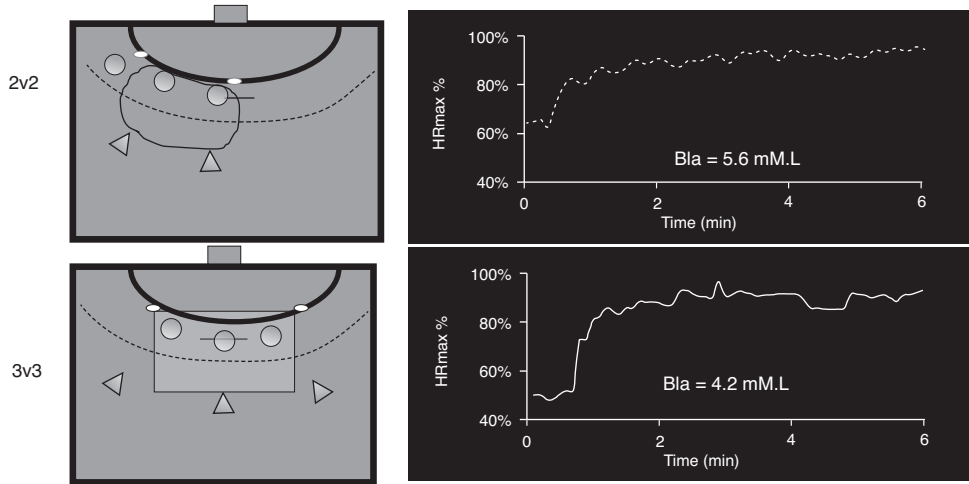 2v2
HRmax %
100%
80%
60%
40%
Bla = 5.6 mM.L
0 2 4 6
Time (min)
3v3
HRmax %
100%
80%
60%
40%
Bla = 4.2 mM.L
0 2 4 6
Time (min)